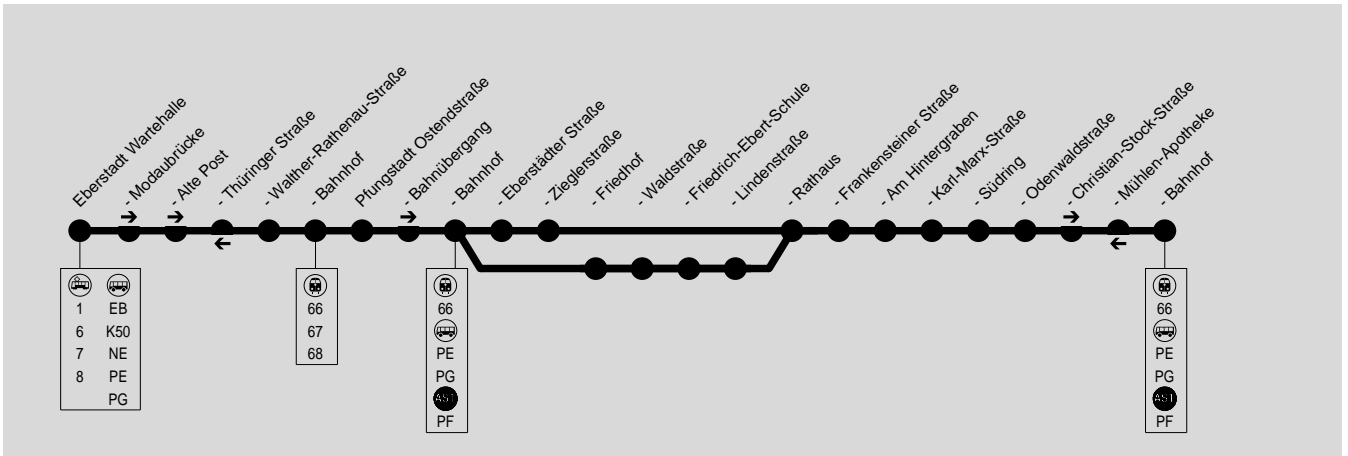 Eberstadt Wartehalle
- Modaubrücke
- Alte Post
- Thüringer Straße
- Walther-Rathenau-Straße
- Bahnhof
Pfungstadt Ostendstraße
- Bahnübergang
- Bahnhof
- Eberstädter Straße
- Zieglerstraße
- Friedhof
- Waldstraße
- Friedrich-Ebert-Schule
- Lindenstraße
- Rathaus
- Frankensteiner Straße
- Am Hintergraben
- Karl-Marx-Straße
- Südring
- Odenwaldstraße
- Christian-Stock-Straße
- Mühlen-Apotheke
- Bahnhof
1 EB
6 K50
7 NE
8 PE
PG
66
67
68
66
PE
PG
AST
PF
66
PE
PG
AST
PF